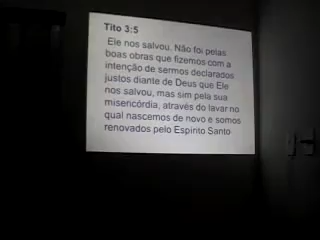 Tito 3:5
Ele nos salvou. Não foi pelas
boas obras que fizemos com a
intenção de sermos declarados
justos diante de Deus que Ele
nos salvou, mas sim pela sua
misericórdia, através do lavar no
qual nascemos de novo e somos
renovados pelo Espirito Santo